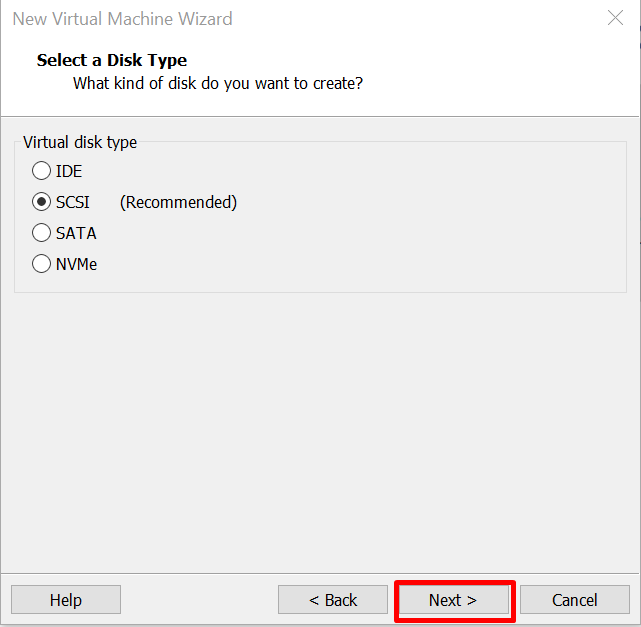 New Virtual Machine Wizard
Select a Disk Type
What kind of disk do you want to create?
Virtual disk type
IDE
SCSI (Recommended)
SATA
NVMe
Help < Back Next > Cancel